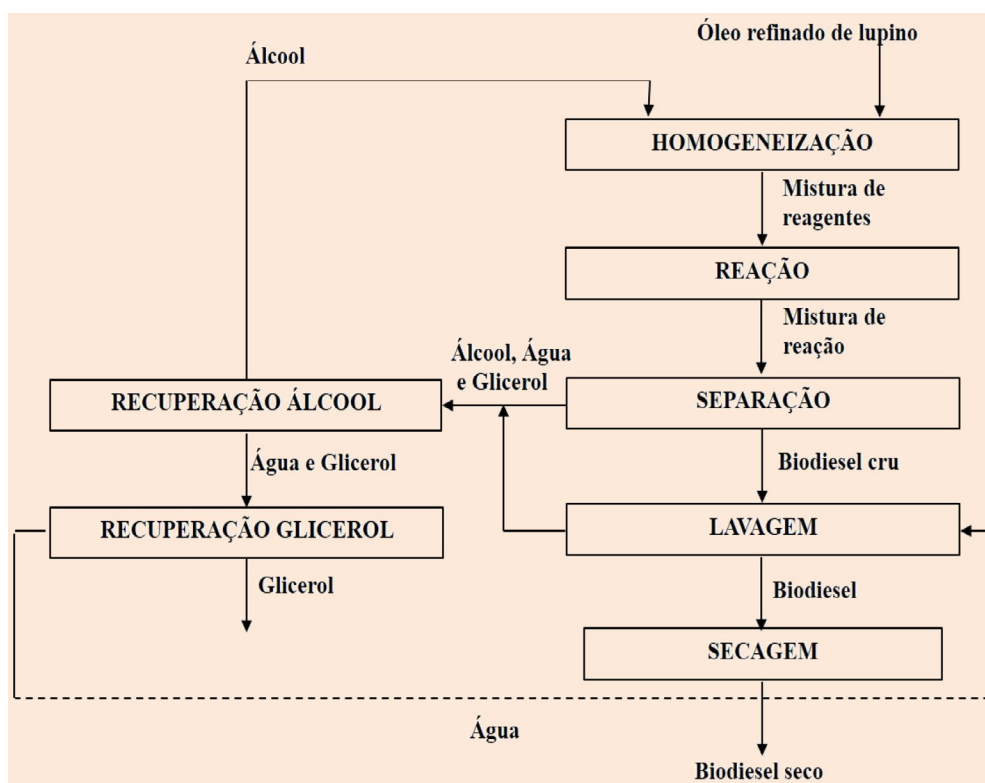 Óleo refinado de lupino
Álcool
HOMOGENEIZAÇÃO
Mistura de
reagentes
REAÇÃO
Mistura de
reação
Álcool, Água
e Glicerol
RECUPERAÇÃO ÁLCOOL
SEPARAÇÃO
Água e Glicerol
Biodiesel cru
RECUPERAÇÃO GLICEROL
LAVAGEM
Glicerol
Biodiesel
SECAGEM
Água
Biodiesel seco